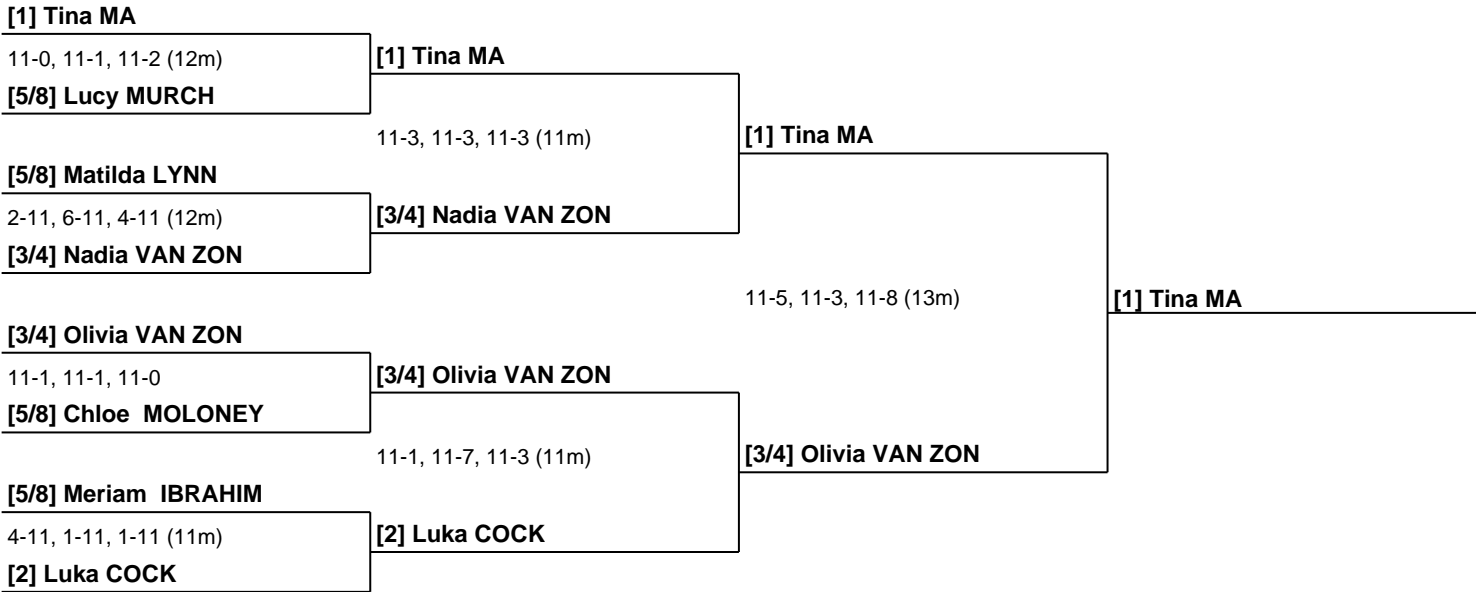 [1] Tina MA
11-0, 11-1, 11-2 (12m)
[1] Tina MA
[5/8] Lucy MURCH
11-3, 11-3, 11-3 (11m)
[1] Tina MA
[5/8] Matilda LYNN
2-11, 6-11, 4-11 (12m)
[3/4] Nadia VAN ZON
[3/4] Nadia VAN ZON
11-5, 11-3, 11-8 (13m)
[1] Tina MA
[3/4] Olivia VAN ZON
11-1, 11-1, 11-0
[3/4] Olivia VAN ZON
[5/8] Chloe  MOLONEY
11-1, 11-7, 11-3 (11m)
[3/4] Olivia VAN ZON
[5/8] Meriam  IBRAHIM
4-11, 1-11, 1-11 (11m)
[2] Luka COCK
[2] Luka COCK